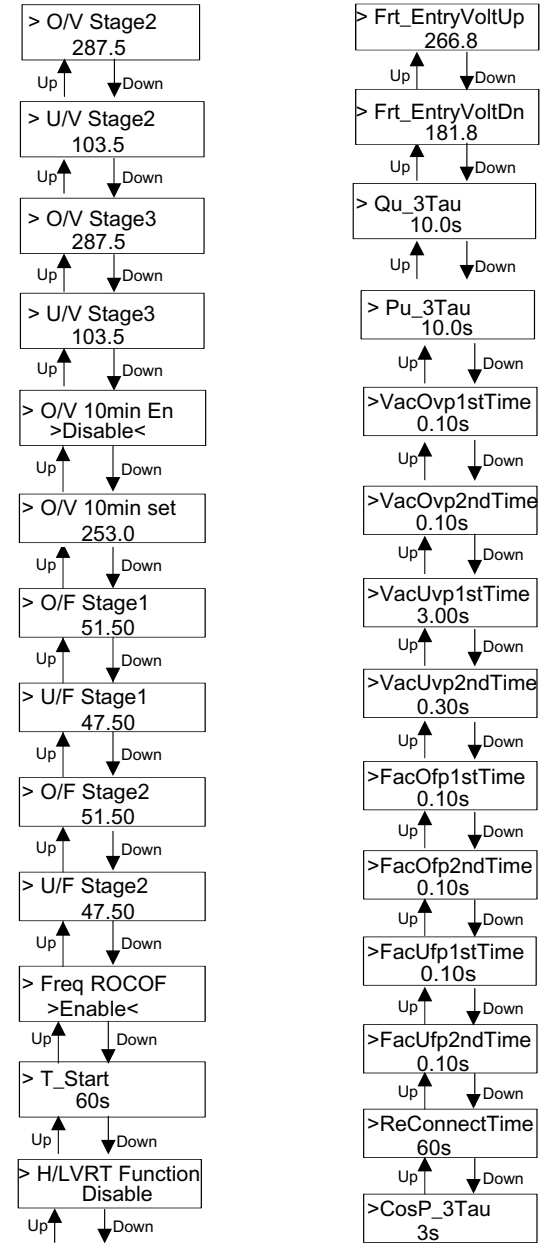 > O/V Stage2
287.5
Up
Down
> U/V Stage2
103.5
Up
Down
> O/V Stage3
287.5
Up
Down
> U/V Stage3
103.5
Up
Down
> O/V 10min En
>Disable<
Up
Down
> O/V 10min set
253.0
Up
Down
> O/F Stage1
51.50
Up
Down
> U/F Stage1
47.50
Up
Down
> O/F Stage2
51.50
Up
Down
> U/F Stage2
47.50
Up
Down
> Freq ROCOF
>Enable<
Up
Down
> T_Start
60s
Up
Down
> H/LVRT Function
Disable
Up
Down
> Frt_EntryVoltUp
266.8
Up
Down
> Frt_EntryVoltDn
181.8
Up
Down
> Qu_3Tau
10.0s
Up
Down
> Pu_3Tau
10.0s
Up
Down
>VacOvp1stTime
0.10s
Up
Down
>VacOvp2ndTime
0.10s
Up
Down
>VacUvp1stTime
3.00s
Up
Down
>VacUvp2ndTime
0.30s
Up
Down
>FacOfp1stTime
0.10s
Up
Down
>FacOfp2ndTime
0.10s
Up
Down
>FacUfp1stTime
0.10s
Up
Down
>FacUfp2ndTime
0.10s
Up
Down
>ReConnectTime
60s
Up
Down
>CosP_3Tau
3s